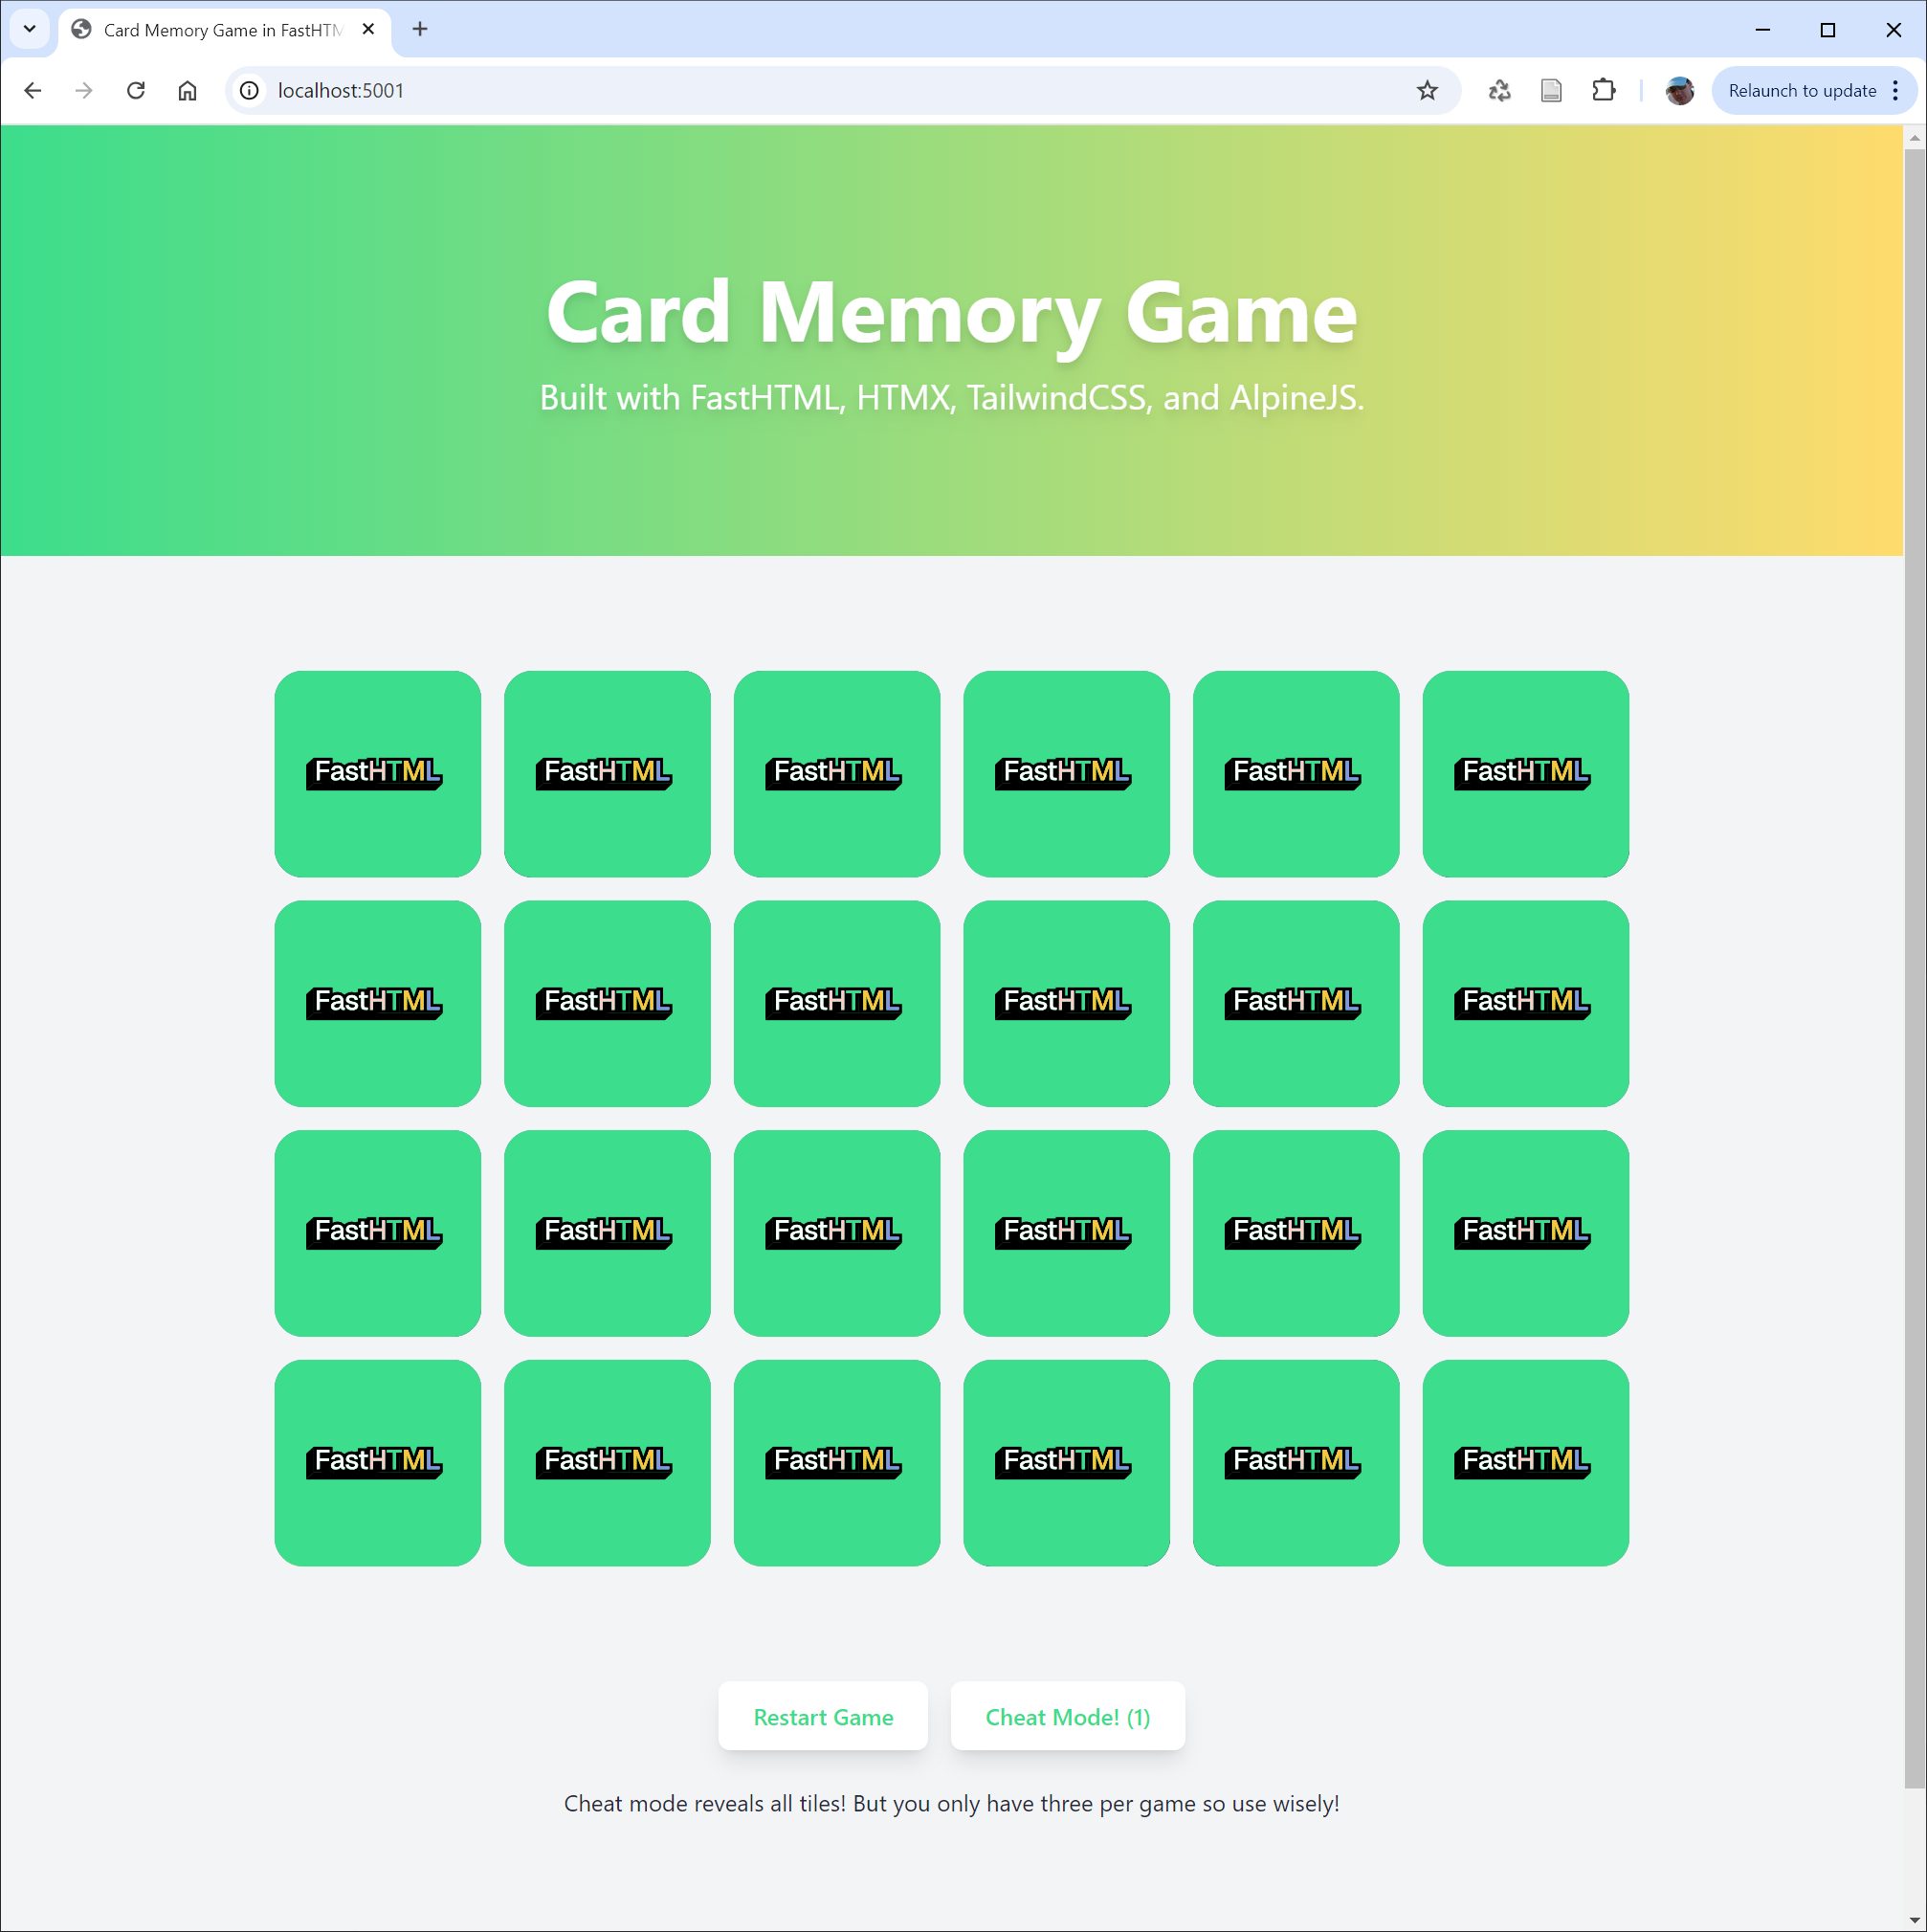 Card Memory Game in FastHTM
localhost:5001
Relaunch to update
Card Memory Game
Built with FastHTML, HTMX, TailwindCSS, and AlpineJS.
FastHTML FastHTML FastHTML FastHTML FastHTML FastHTML
FastHTML FastHTML FastHTML FastHTML FastHTML FastHTML
FastHTML FastHTML FastHTML FastHTML FastHTML FastHTML
FastHTML FastHTML FastHTML FastHTML FastHTML FastHTML
Restart Game Cheat Mode! (1)
Cheat mode reveals all tiles! But you only have three per game so use wisely!